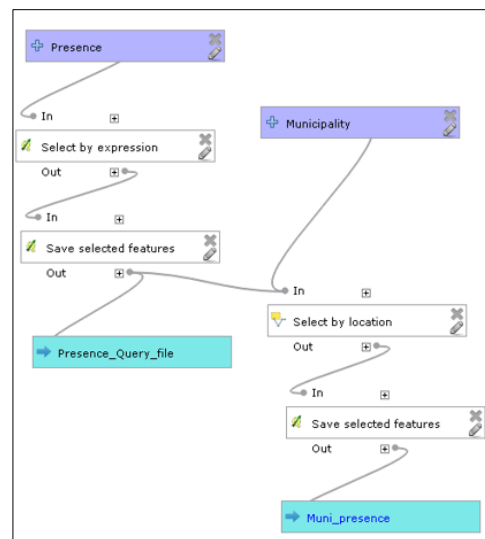 Presence
In
Select by expression
Out
In
Save selected features
Out
Presence_Query_file
Municipality
In
Select by location
Out
In
Save selected features
Out
Muni_presence